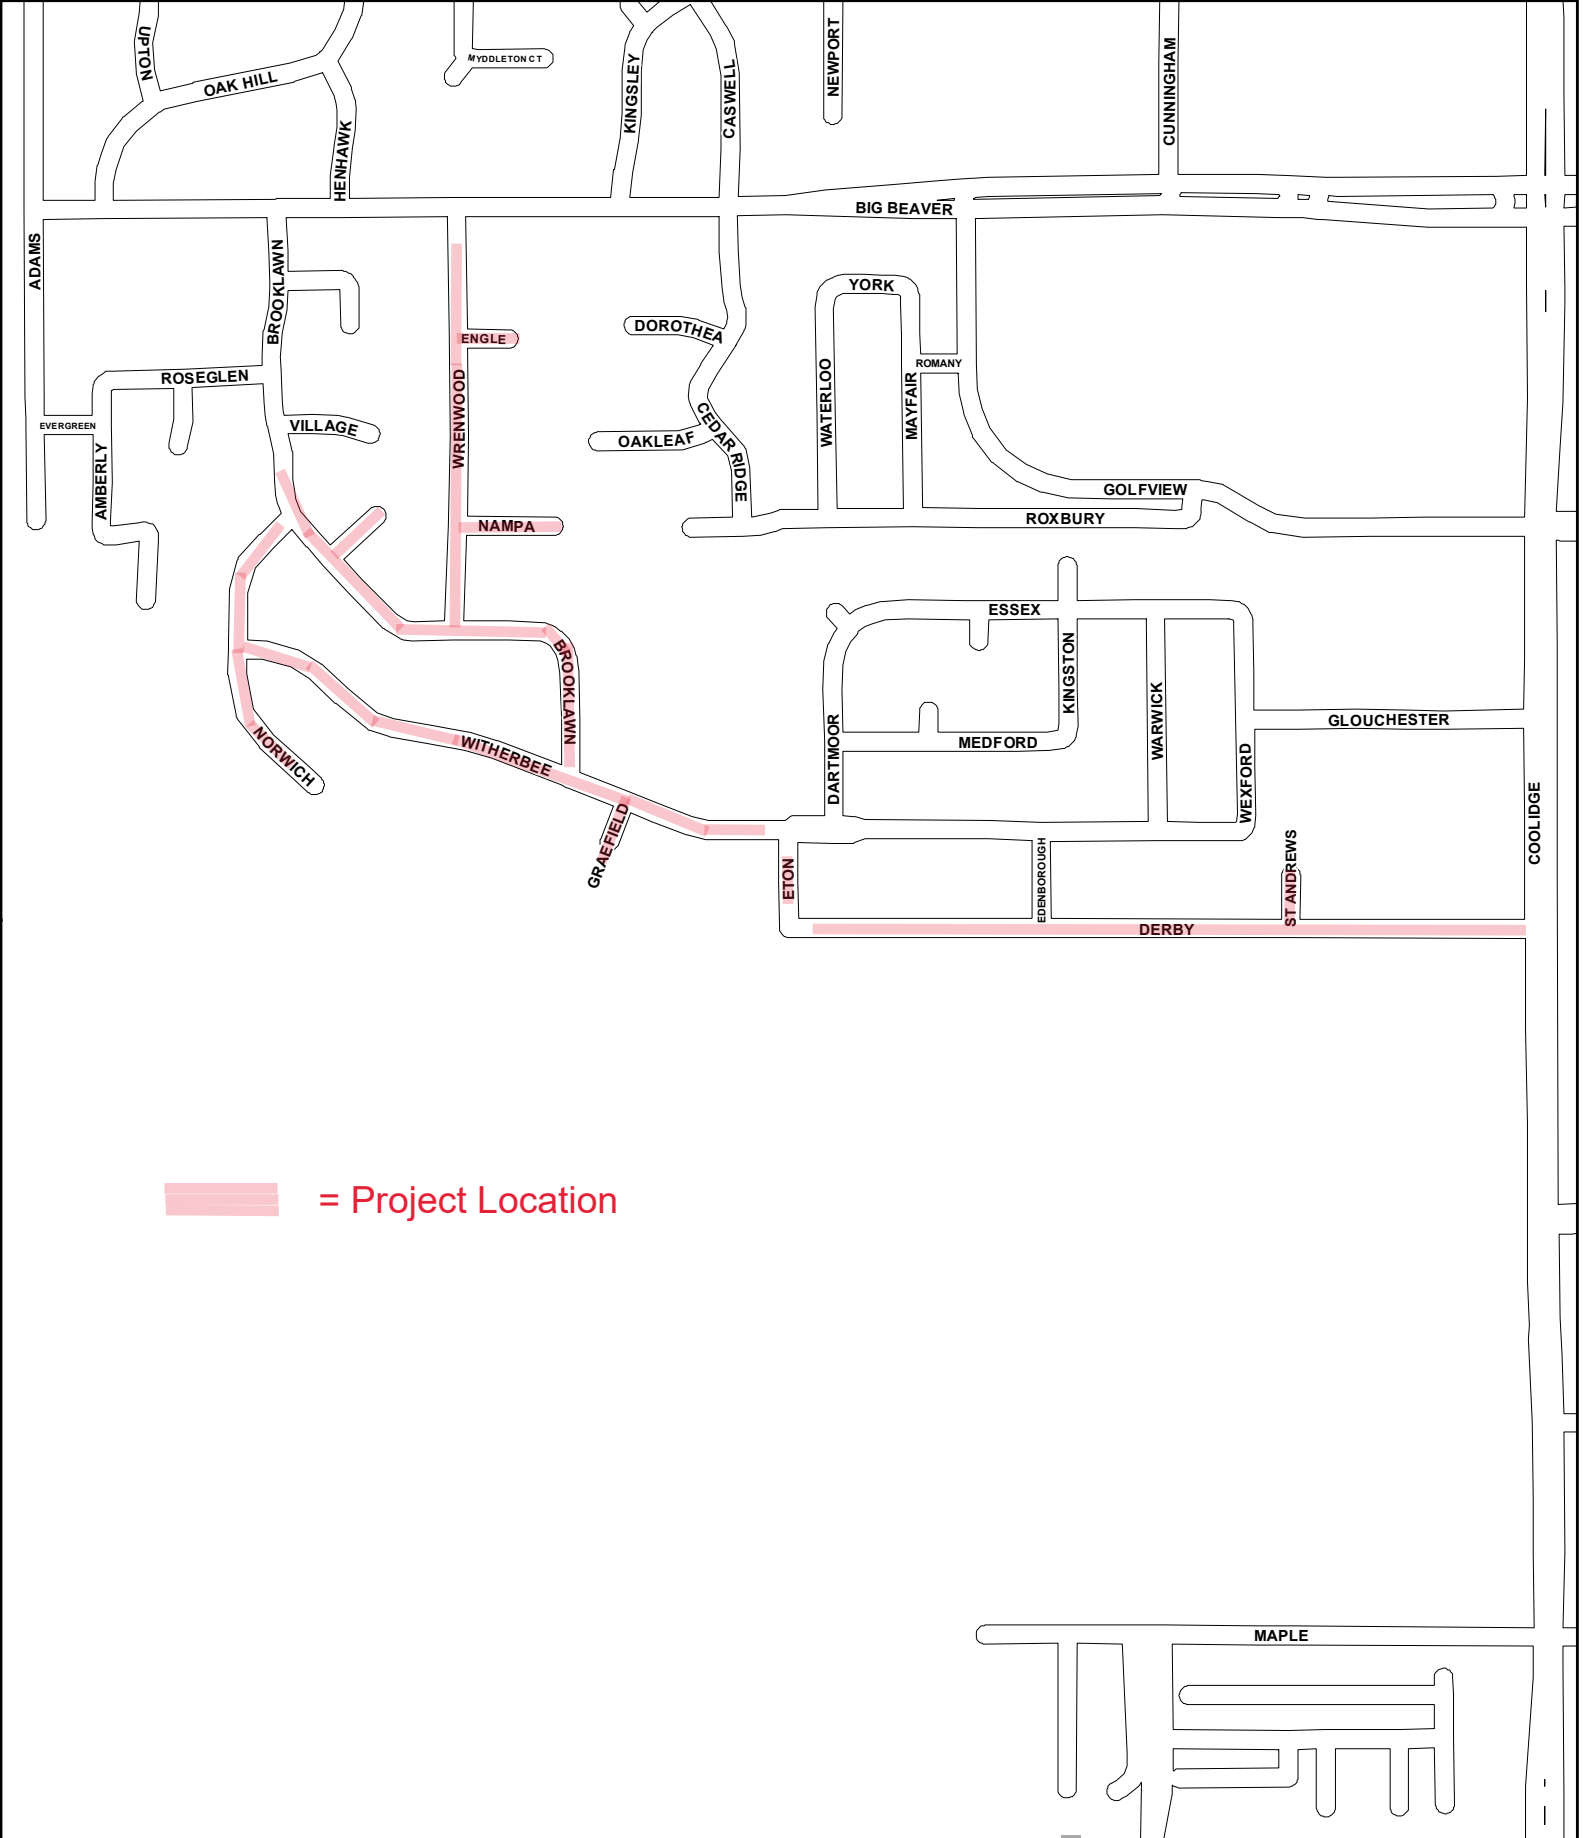 UPTON
OAK HILL
HENHAWK
MYDDLETON CT
KINGSLEY
CASWELL
NEWPORT
CUNNINGHAM
BIG BEAVER
ADAMS
BROOKLAWN
YORK
DOROTHEA
ENGLE
ROMANY
ROSEGLEN
WRENWOOD
WATERLOO
MAYFAIR
EVERGREEN
VILLAGE
OAKLEAF
CEDAR RIDGE
AMBERLY
GOLFVIEW
ROXBURY
NAMPA
ESSEX
BROOKLAWN
KINGSTON
WARWICK
GLOUCHESTER
NORWICH
WITHERBEE
DARTMOOR
MEDFORD
WEXFORD
COOLIDGE
GRAEFIELD
ETON
EDENBOROUGH
ST ANDREWS
DERBY
= Project Location
MAPLE